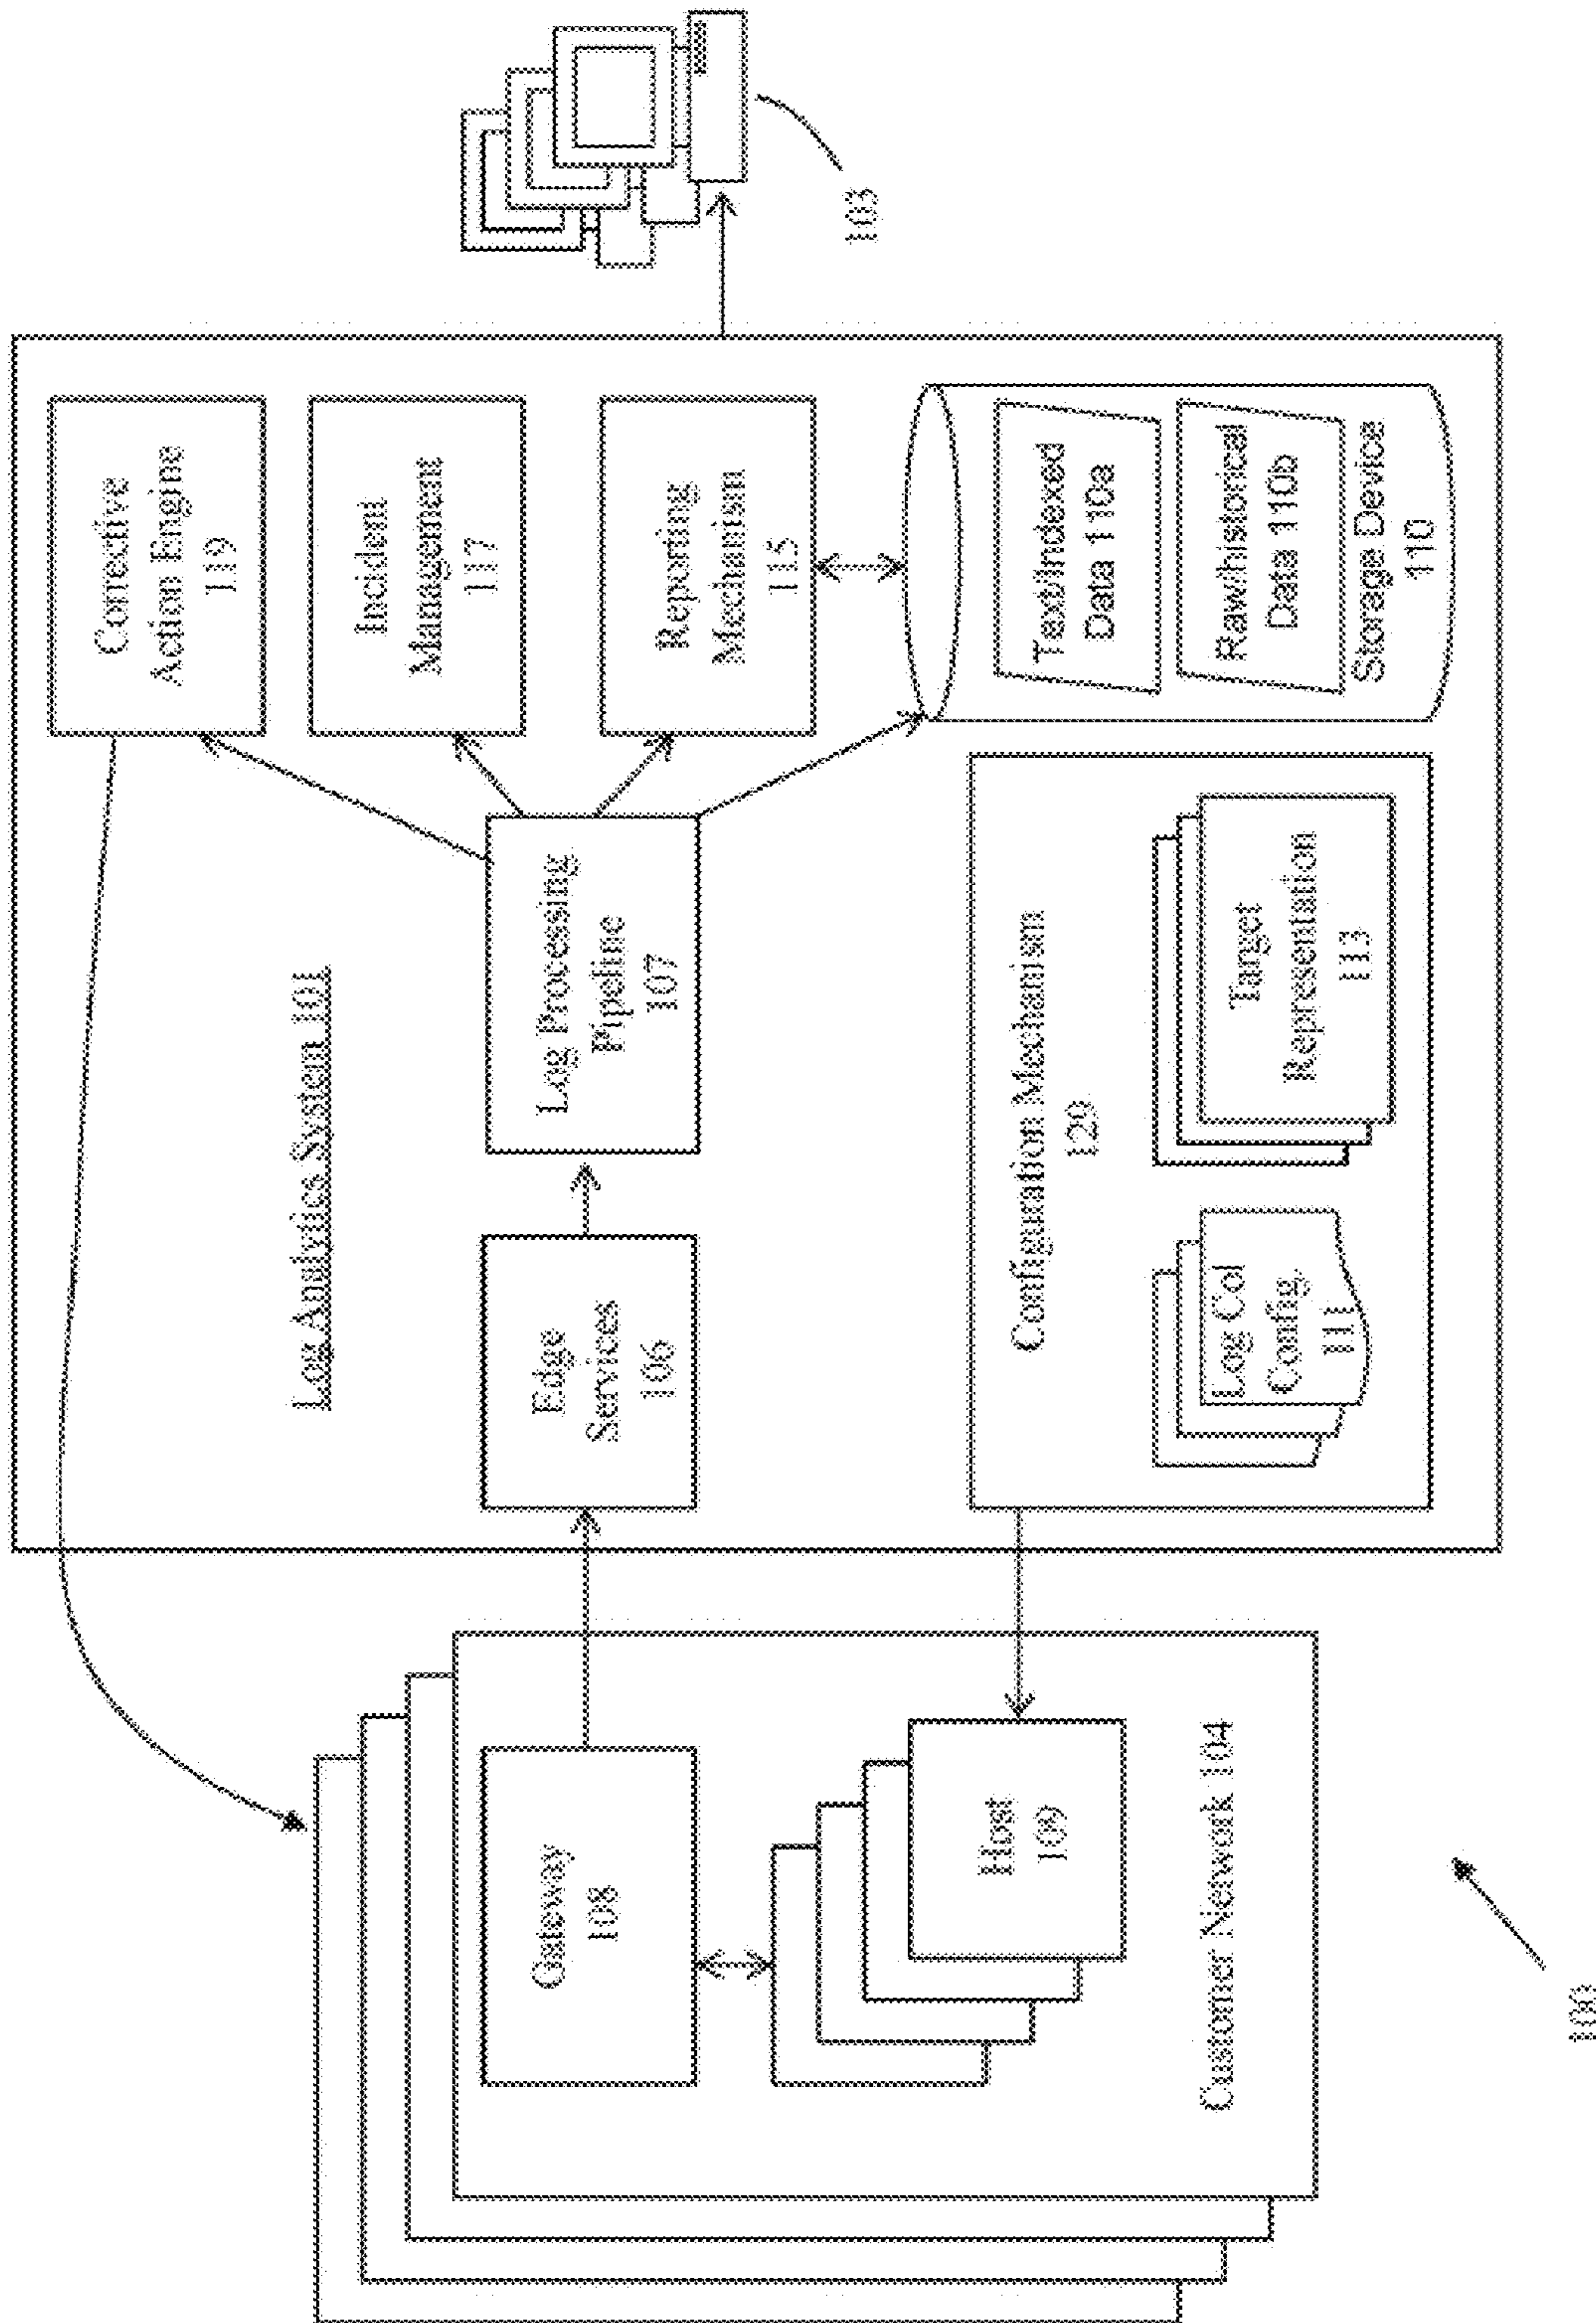 Log Analytics System 101
Corrective
Action Engine
119
Incident
Management
117
Reporting
Mechanism
115
Log Processing
Pipeline
107
Edge
Services
106
Text/Indexed
Data 110a
Raw/historical
Data 110b
Storage Device
110
Configuration Mechanism
129
Log Col
Config.
111
Target
Representation
113
Gateway
108
Host
109
Customer Network 104
103
100